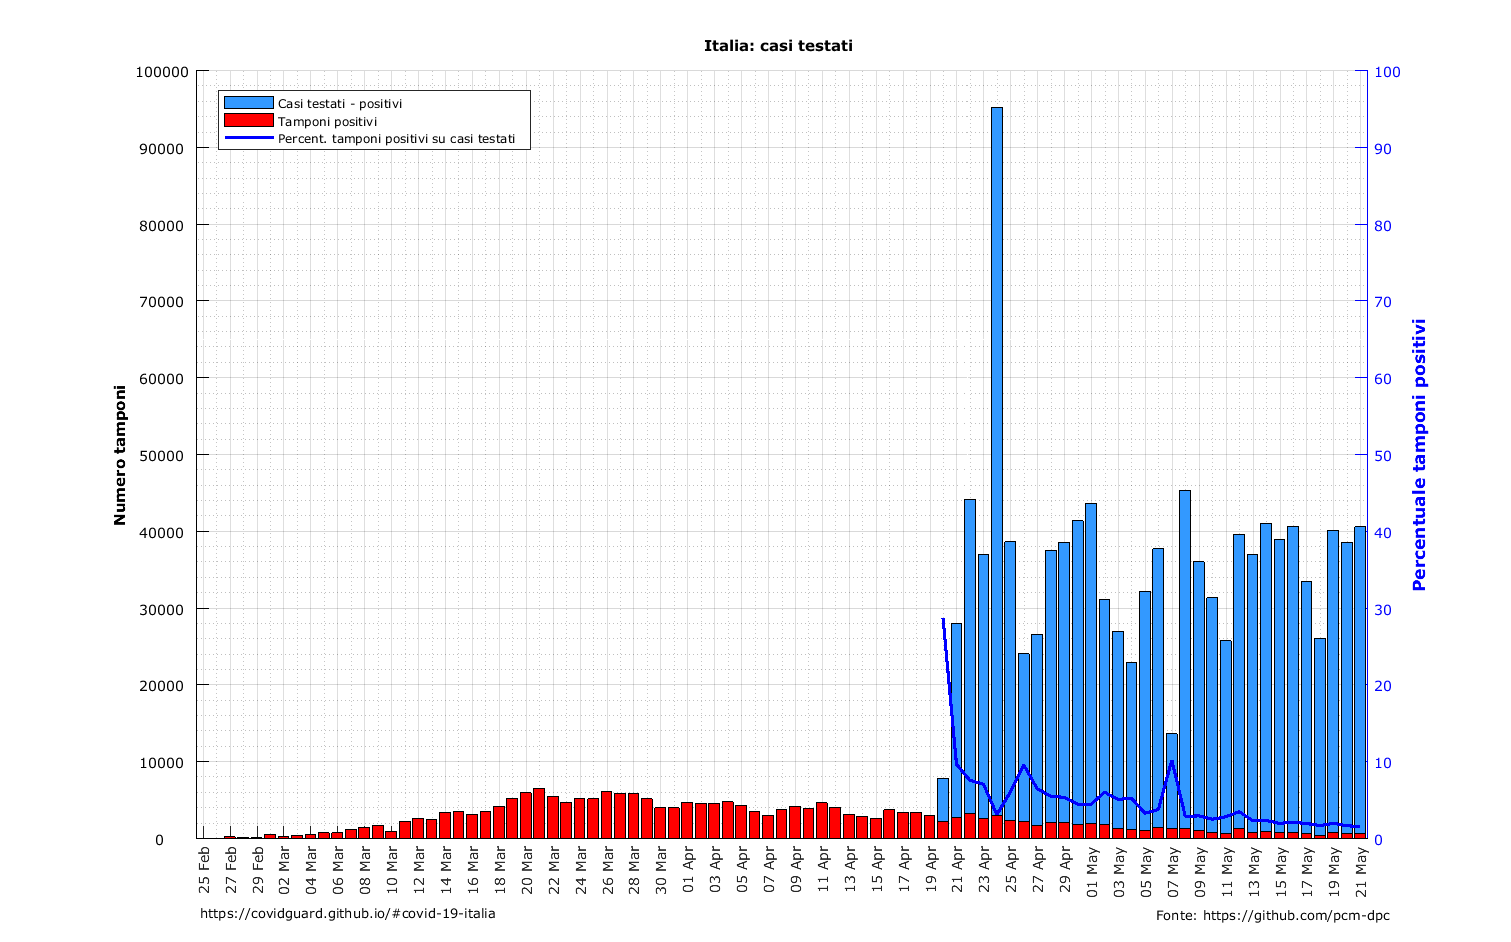 Italia: casi testati
Casi testati - positivi
Tamponi positivi
Percent. tamponi positivi su casi testati
Numero tamponi
100000
90000
80000
70000
60000
50000
40000
30000
20000
10000
0
100
90
80
70
60
50
40
30
20
10
0
Percentuale tamponi positivi
25 Feb
27 Feb
29 Feb
02 Mar
04 Mar
06 Mar
08 Mar
10 Mar
12 Mar
14 Mar
16 Mar
18 Mar
20 Mar
22 Mar
24 Mar
26 Mar
28 Mar
30 Mar
01 Apr
03 Apr
05 Apr
07 Apr
09 Apr
11 Apr
13 Apr
15 Apr
17 Apr
19 Apr
21 Apr
23 Apr
25 Apr
27 Apr
29 Apr
01 May
03 May
05 May
07 May
09 May
11 May
13 May
15 May
17 May
19 May
21 May
https://covidguard.github.io/#covid-19-italia
Fonte: https://github.com/pcm-dpc